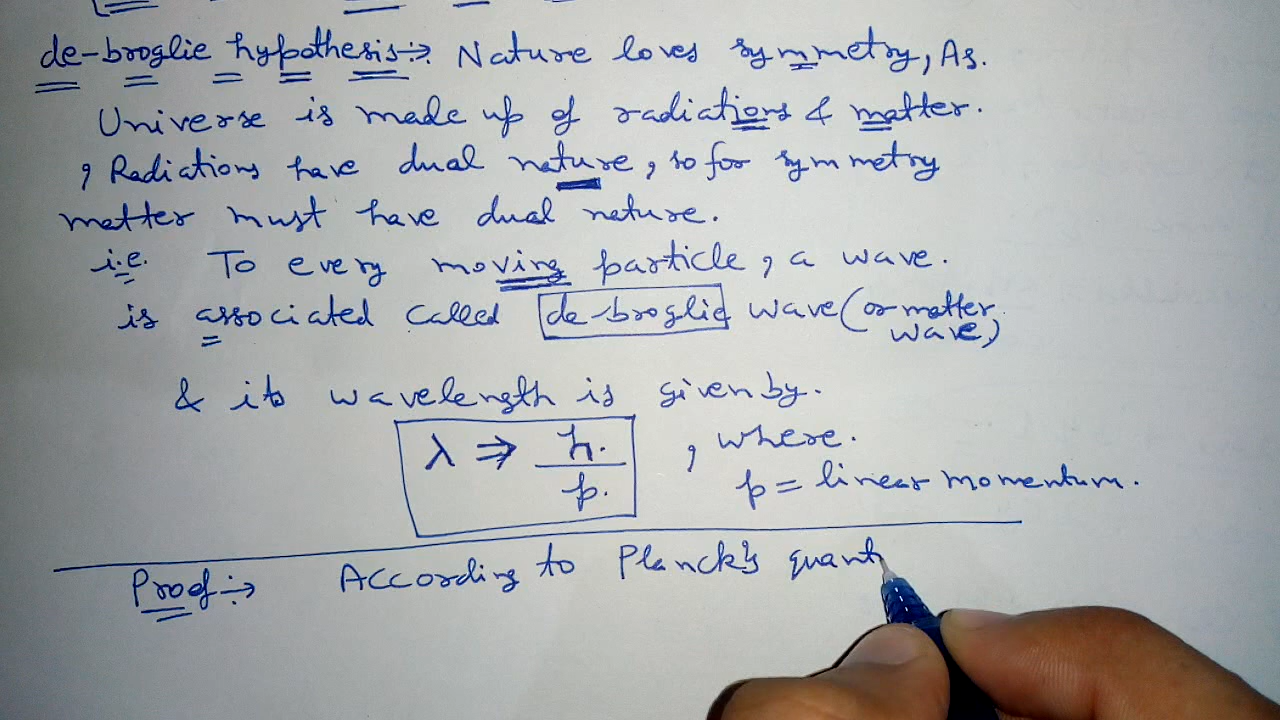 de-broglie hypothesis:→ Nature loves symmetry, As.
Universe is made up of radiations & matter.
, Radiations have dual nature, so for symmetry
matter must have dual nature.
i.e. To every moving particle, a wave.
is associated called de-broglie wave (or matter
wave)
& its wavelength is given by.
λ ⇒ h. / p. , where.
p = linear momentum.
Proof:→ According to Planck's quant